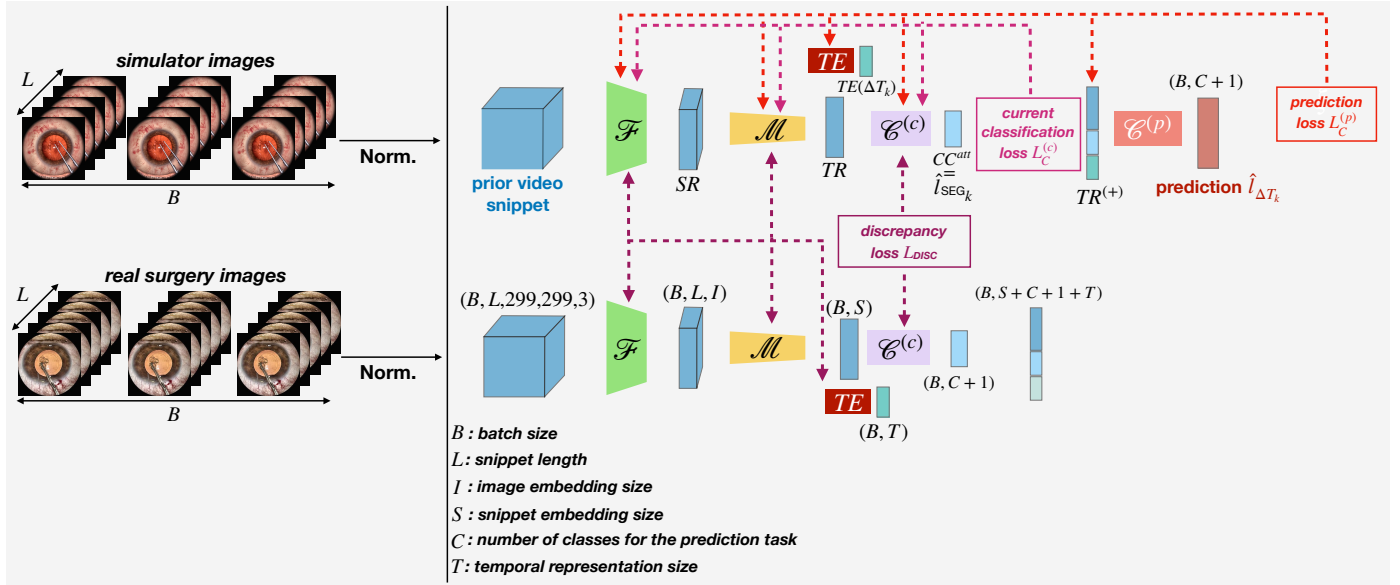 simulator images
L
B
Norm.
real surgery images
L
B
Norm.
prior video
snippet
ℱ
SR
ℳ
TE
TE(ΔT_k)
TR
𝒞^(c)
CC^att
=
l̂_SEG_k
current
classification
loss L_C^(c)
TR^(+)
𝒞^(p)
(B, C + 1)
prediction l̂_ΔT_k
prediction
loss L_C^(p)
discrepancy
loss L_DISC
(B, L,299,299,3)
ℱ
(B, L, I)
ℳ
(B, S)
TE
(B, T)
𝒞^(c)
(B, C + 1)
(B, S + C + 1 + T)
B : batch size
L : snippet length
I : image embedding size
S : snippet embedding size
C : number of classes for the prediction task
T : temporal representation size